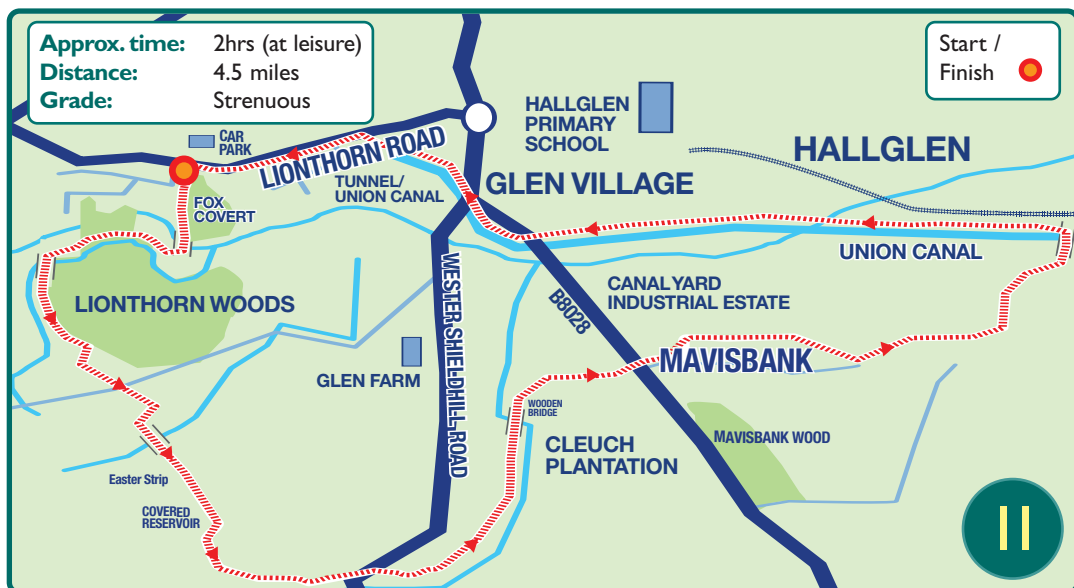 Approx. time: 2hrs (at leisure)
Distance: 4.5 miles
Grade: Strenuous
Start /
Finish
CAR
PARK
LIONTHORN ROAD
HALLGLEN
PRIMARY
SCHOOL
HALLGLEN
TUNNEL/
UNION CANAL
GLEN VILLAGE
FOX
COVERT
UNION CANAL
LIONTHORN WOODS
WESTER SHIELDHILL ROAD
B8028
CANALYARD
INDUSTRIAL ESTATE
GLEN FARM
MAVISBANK
WOODEN
BRIDGE
CLEUCH
PLANTATION
MAVISBANK WOOD
Easter Strip
COVERED
RESERVOIR
11